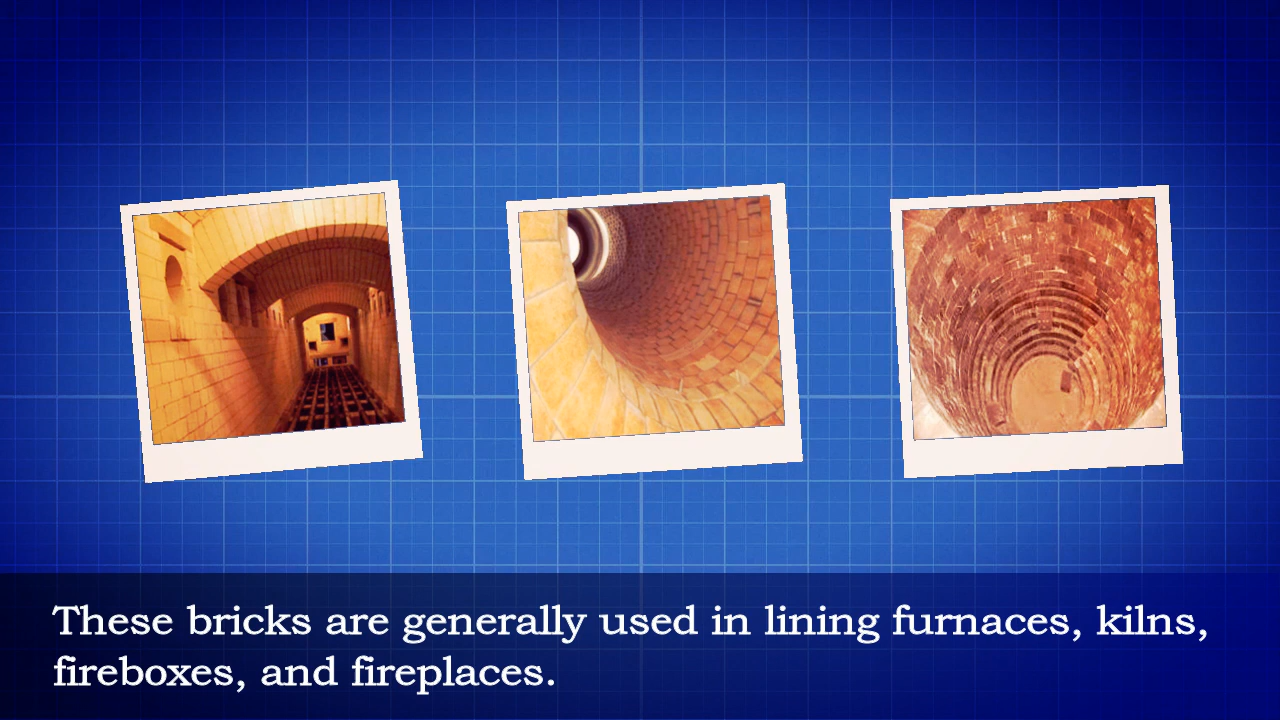 These bricks are generally used in lining furnaces, kilns,
fireboxes, and fireplaces.